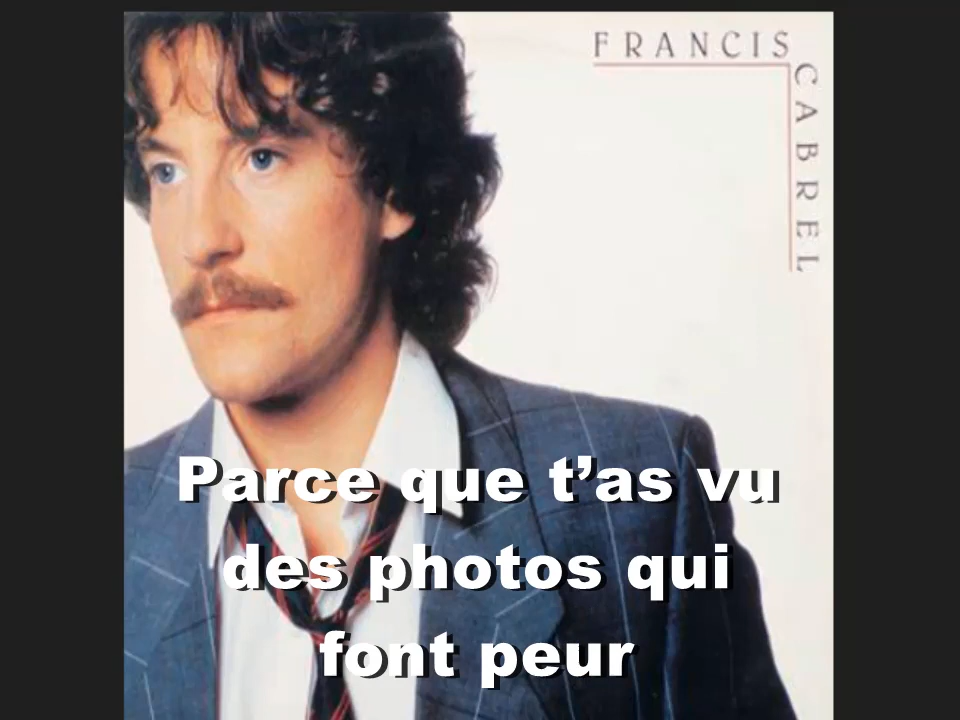 FRANCIS
CABREL
Parce que t’as vu
des photos qui
font peur